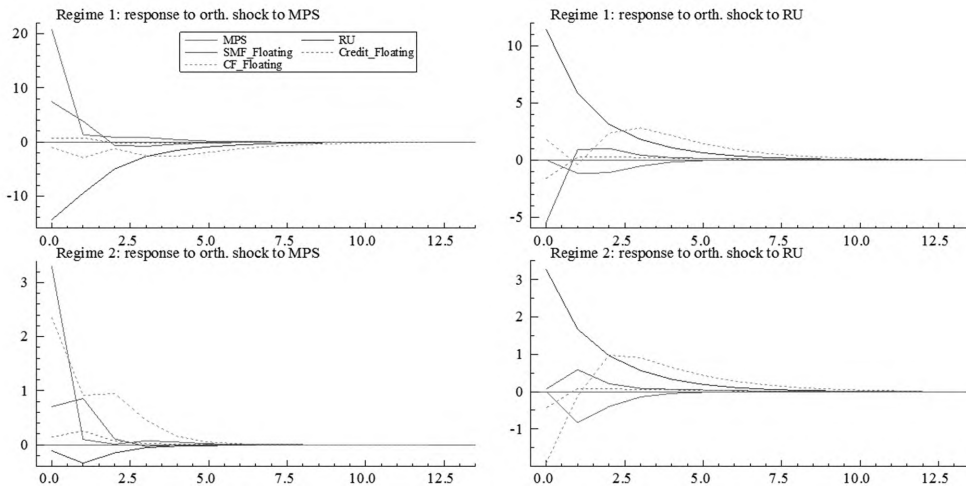 Regime 1: response to orth. shock to MPS
20
10
0
-10
MPS
RU
SMF_Floating
Credit_Floating
CF_Floating
0.0 2.5 5.0 7.5 10.0 12.5
Regime 1: response to orth. shock to RU
10
5
0
-5
0.0 2.5 5.0 7.5 10.0 12.5
Regime 2: response to orth. shock to MPS
3
2
1
0
0.0 2.5 5.0 7.5 10.0 12.5
Regime 2: response to orth. shock to RU
3
2
1
0
-1
0.0 2.5 5.0 7.5 10.0 12.5